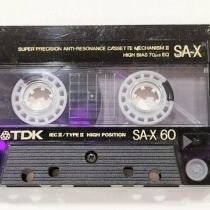 SUPER PRECISION ANTI-RESONANCE CASSETTE MECHANISM II
HIGH BIAS 70μs EQ
SA-X
TDK
IEC II/TYPE II HIGH POSITION
SA-X 60